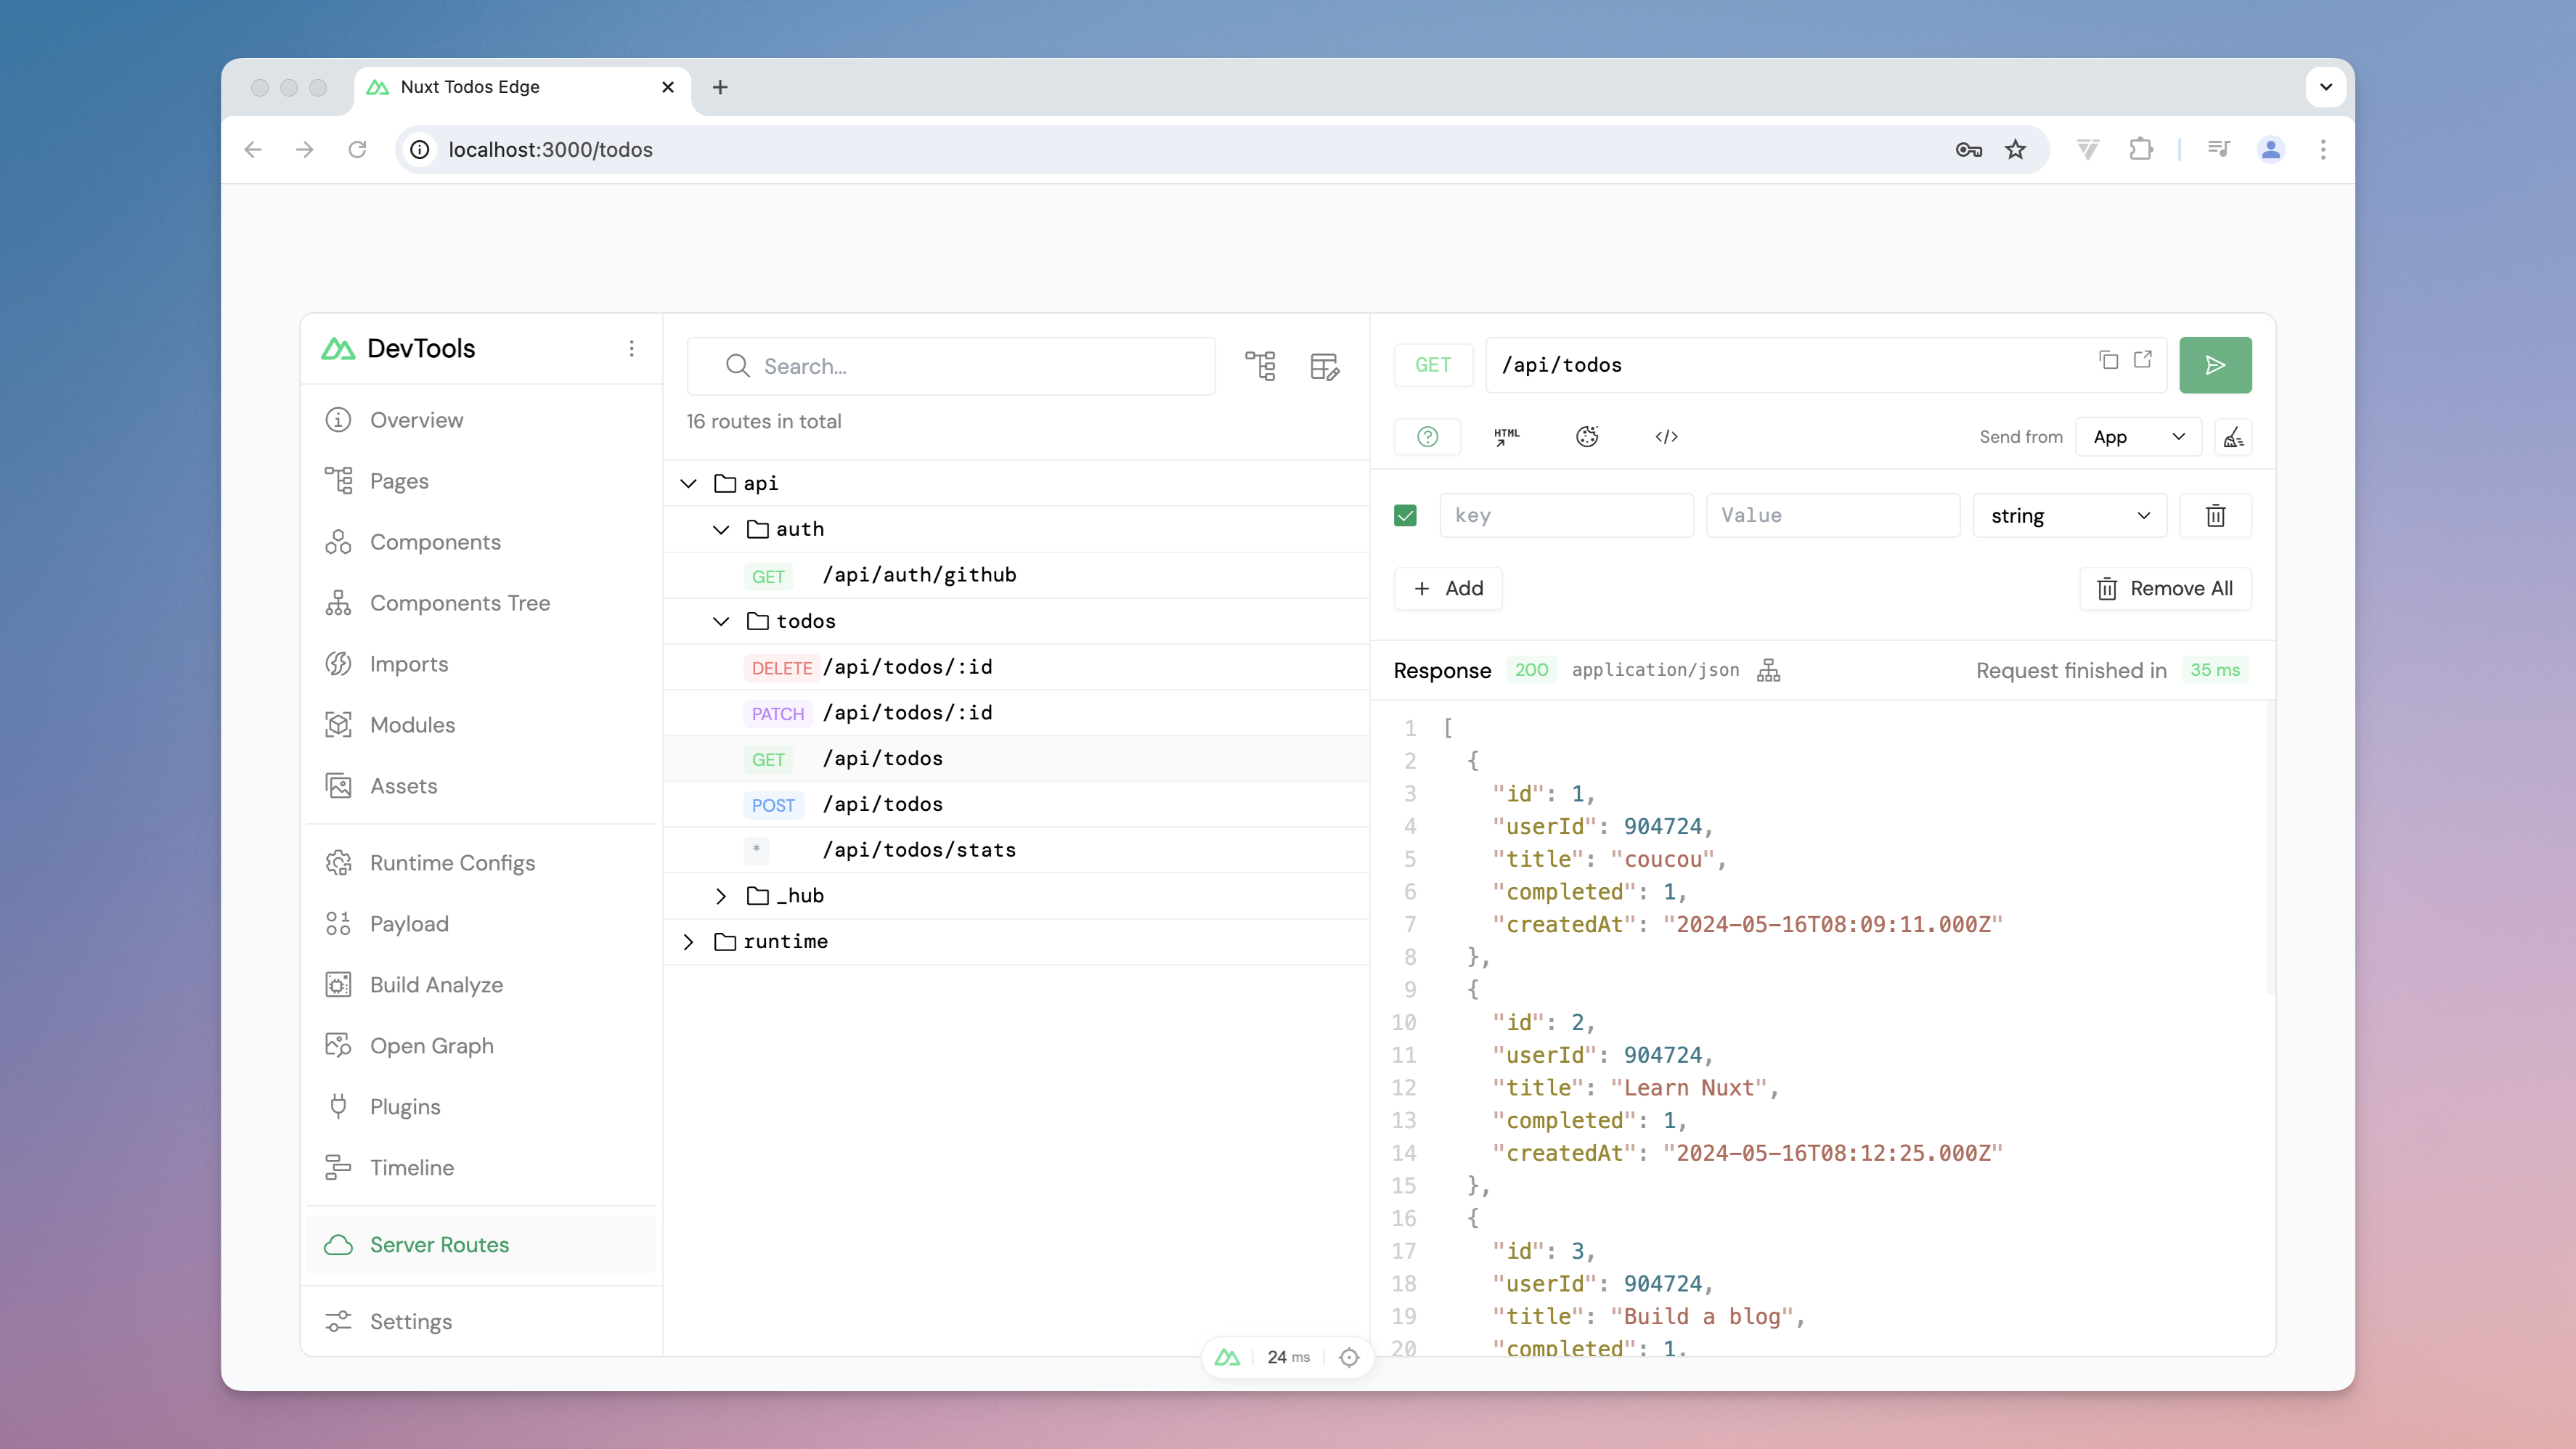 Nuxt Todos Edge
localhost:3000/todos
DevTools
Overview
Pages
Components
Components Tree
Imports
Modules
Assets
Runtime Configs
Payload
Build Analyze
Open Graph
Plugins
Timeline
Server Routes
Settings
Search...
16 routes in total
api
auth
GET /api/auth/github
todos
DELETE /api/todos/:id
PATCH /api/todos/:id
GET /api/todos
POST /api/todos
* /api/todos/stats
_hub
runtime
GET /api/todos
HTML </> Send from App
key Value string
+ Add Remove All
Response 200 application/json Request finished in 35 ms
1 [
2 {
3 "id": 1,
4 "userId": 904724,
5 "title": "coucou",
6 "completed": 1,
7 "createdAt": "2024-05-16T08:09:11.000Z"
8 },
9 {
10 "id": 2,
11 "userId": 904724,
12 "title": "Learn Nuxt",
13 "completed": 1,
14 "createdAt": "2024-05-16T08:12:25.000Z"
15 },
16 {
17 "id": 3,
18 "userId": 904724,
19 "title": "Build a blog",
20 "completed": 1,
24 ms